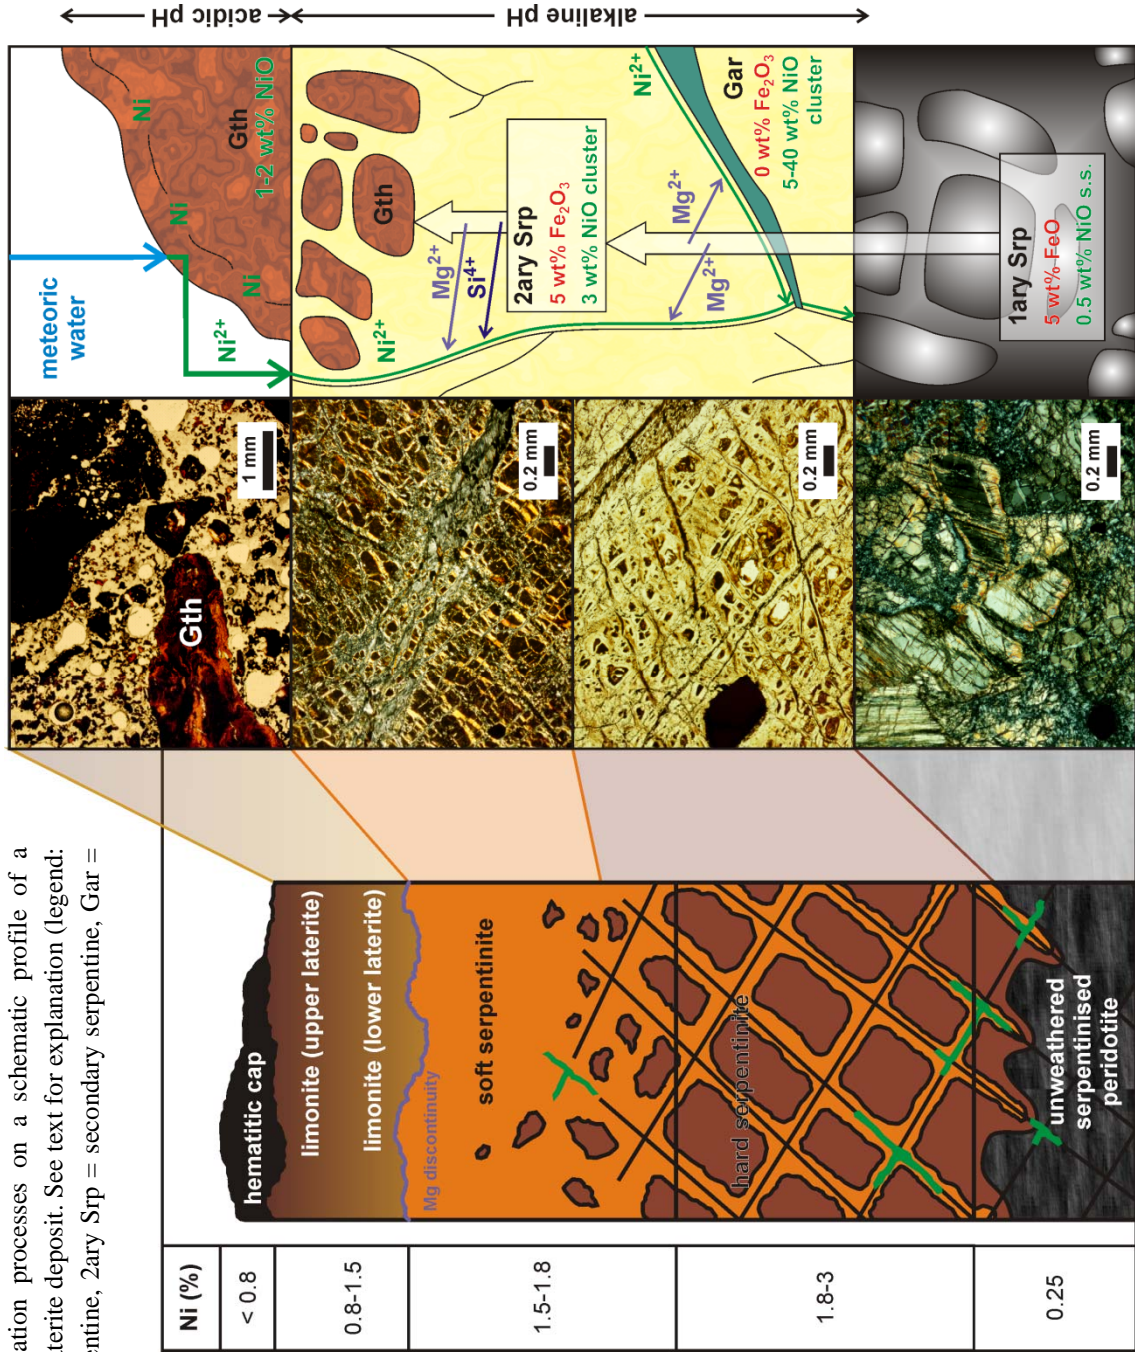 ation processes on a schematic profile of a
terite deposit. See text for explanation (legend:
entine, 2ary Srp = secondary serpentine, Gar =
Ni (%)
< 0.8
0.8-1.5
1.5-1.8
1.8-3
0.25
hematitic cap
limonite (upper laterite)
limonite (lower laterite)
Mg discontinuity
soft serpentinite
hard serpentinite
unweathered
serpentinised
peridotite
Gth
1 mm
0.2 mm
0.2 mm
0.2 mm
meteoric
water
Ni
Ni
Ni
Ni2+
Gth
1-2 wt% NiO
Ni2+
Gth
Mg2+
Si4+
2ary Srp
5 wt% Fe2O3
3 wt% NiO cluster
Mg2+
Mg2+
Ni2+
Gar
0 wt% Fe2O3
5-40 wt% NiO
cluster
1ary Srp
5 wt% FeO
0.5 wt% NiO s.s.
acidic pH
alkaline pH